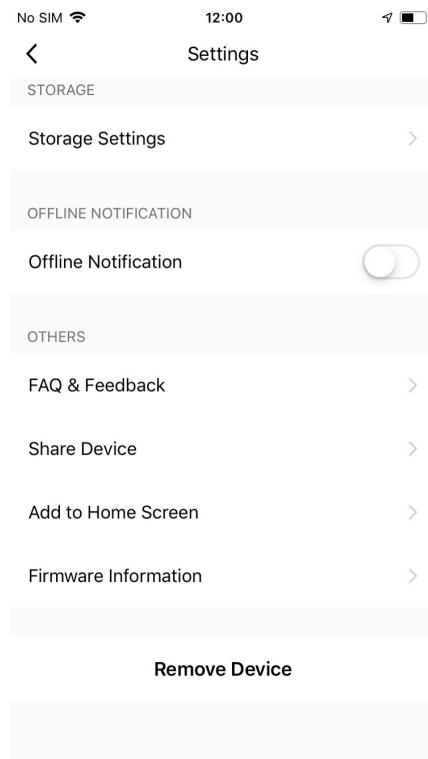 No SIM 12:00
Settings
STORAGE
Storage Settings
OFFLINE NOTIFICATION
Offline Notification
OTHERS
FAQ & Feedback
Share Device
Add to Home Screen
Firmware Information
Remove Device